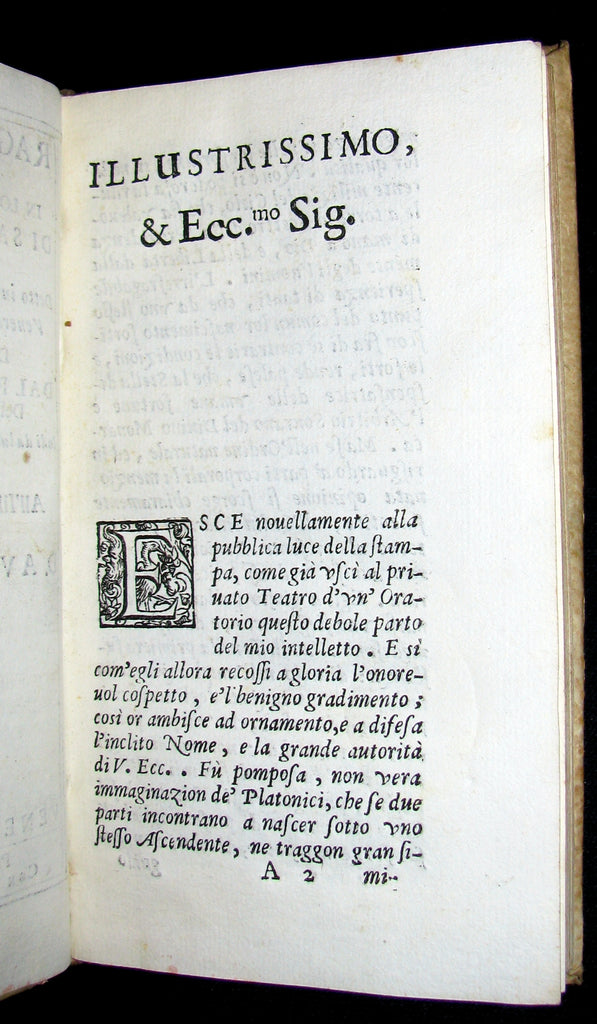 ILLUSTRISSIMO,
& Ecc.mo Sig.
ESCE nouellamente alla
pubblica luce della ſtam-
pa, come già vſcì al pri-
uato Teatro d'vn' Ora-
torio queſto debole parto
del mio intelletto. E sì
com'egli allora recoſſi a gloria l'onore-
uol coſpetto, e'l benigno gradimento;
così or ambiſce ad ornamento, e a difeſa
l'inclito Nome, e la grande autorità
di V. Ecc.. Fù pompoſa, non vera
immaginazion de' Platonici, che ſe due
parti incontrano a naſcer ſotto vno
ſteſſo Aſcendente, ne traggon gran ſi-
A 2 mi-